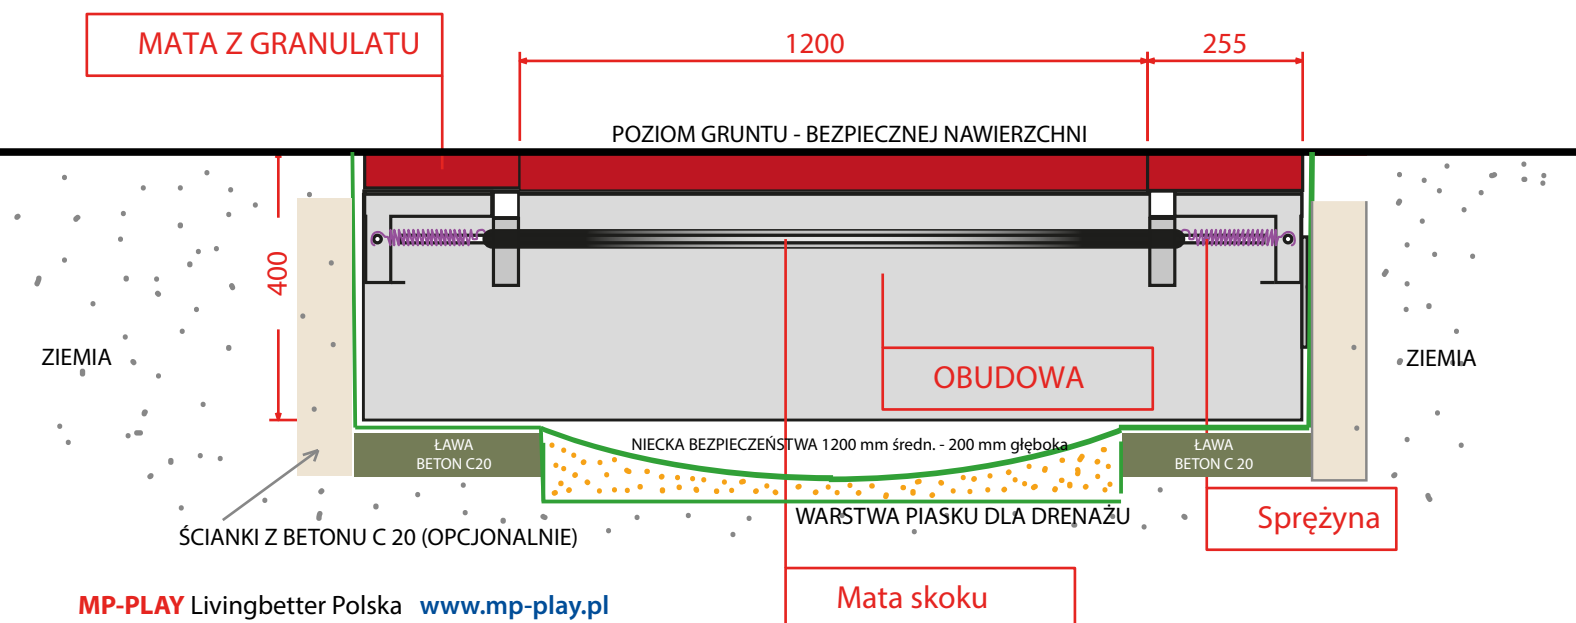 MATA Z GRANULATU
1200
255
POZIOM GRUNTU - BEZPIECZNEJ NAWIERZCHNI
400
ZIEMIA
ZIEMIA
OBUDOWA
NIECKA BEZPIECZEŃSTWA 1200 mm średn. - 200 mm głęboka
ŁAWA
BETON C20
ŁAWA
BETON C 20
WARSTWA PIASKU DLA DRENAŻU
Sprężyna
ŚCIANKI Z BETONU C 20 (OPCJONALNIE)
Mata skoku
MP-PLAY Livingbetter Polska www.mp-play.pl